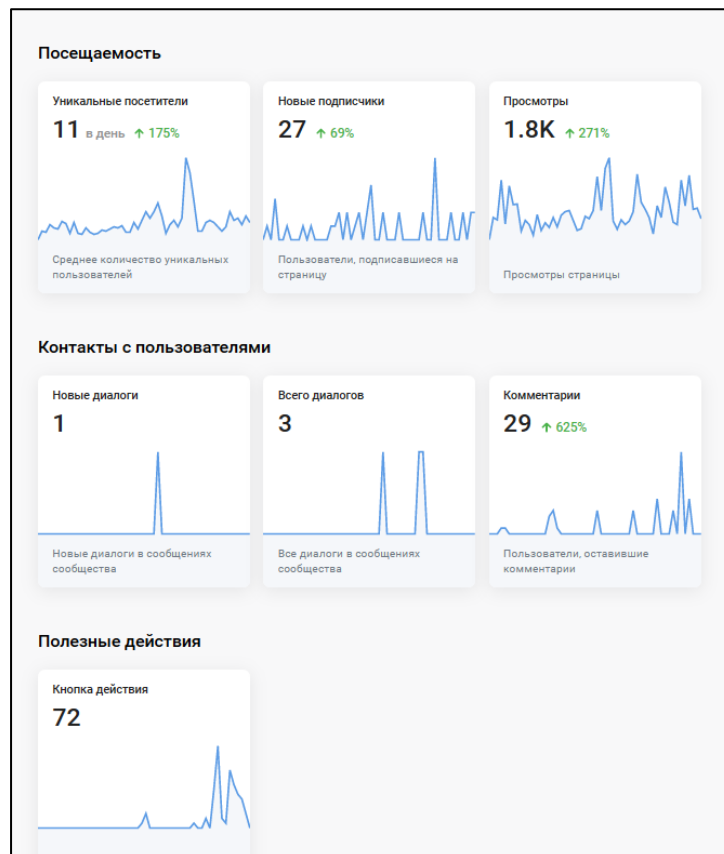 Посещаемость
Уникальные посетители
11 в день ↑ 175%
Среднее количество уникальных
пользователей
Новые подписчики
27 ↑ 69%
Пользователи, подписавшиеся на
страницу
Просмотры
1.8K ↑ 271%
Просмотры страницы
Контакты с пользователями
Новые диалоги
1
Новые диалоги в сообщениях
сообщества
Всего диалогов
3
Все диалоги в сообщениях
сообщества
Комментарии
29 ↑ 625%
Пользователи, оставившие
комментарии
Полезные действия
Кнопка действия
72